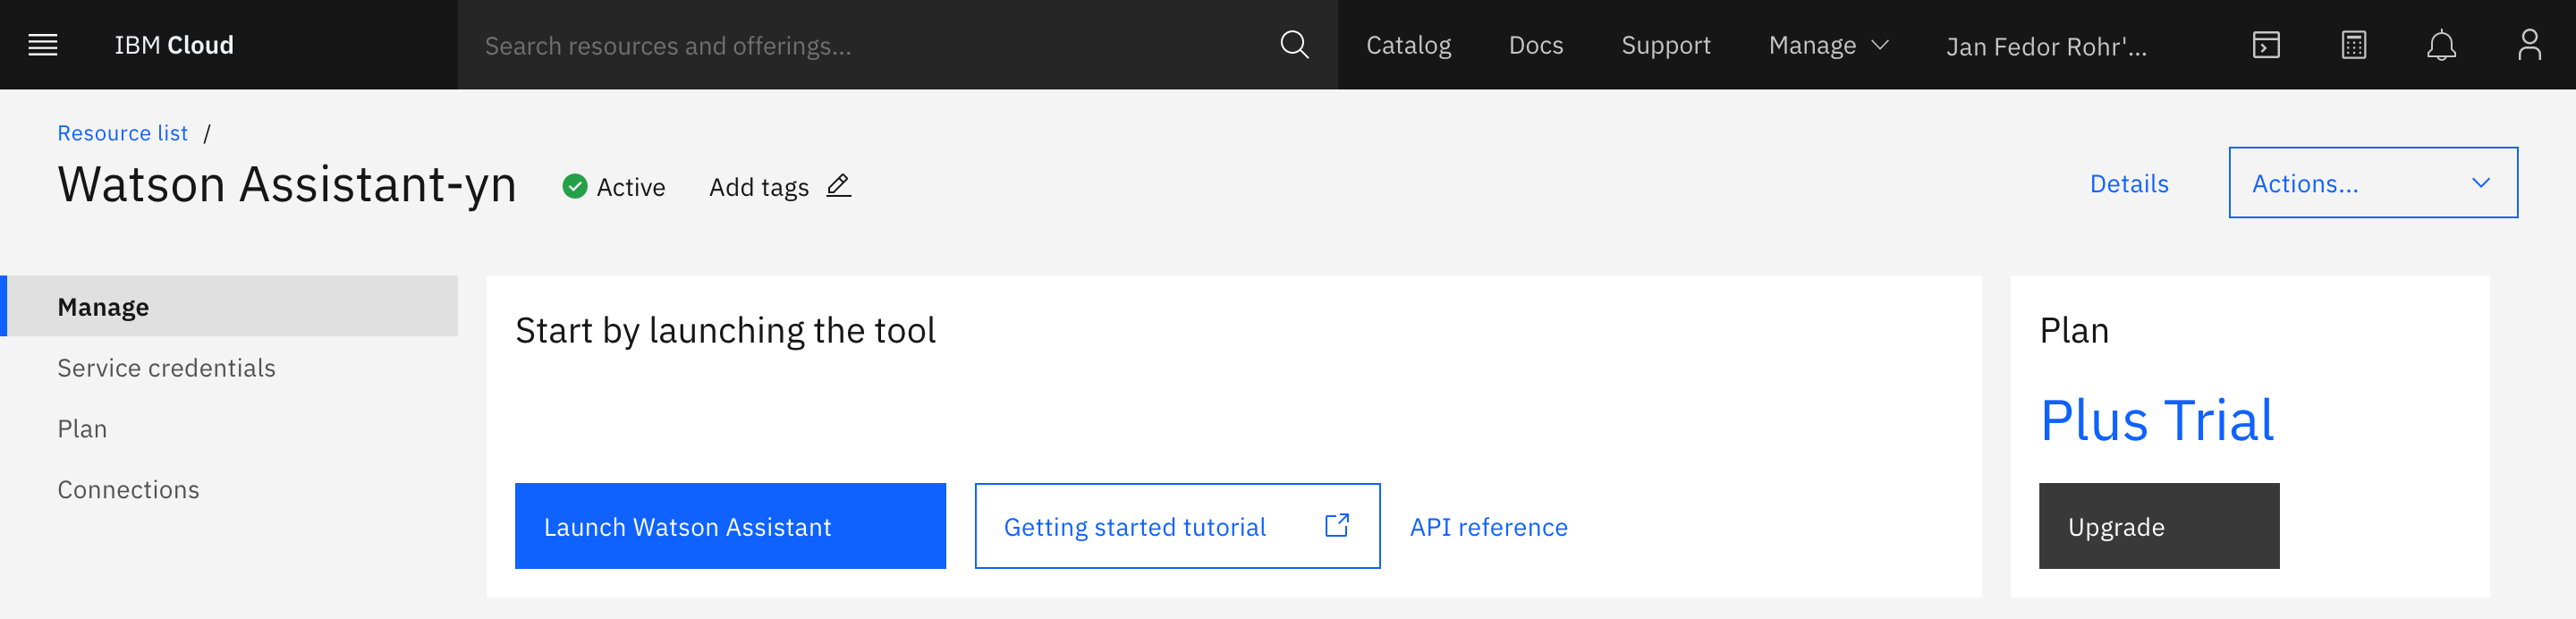 IBM Cloud
Search resources and offerings...
Catalog
Docs
Support
Manage
Jan Fedor Rohr'...
Resource list /
Watson Assistant-yn
Active
Add tags
Details
Actions...
Manage
Service credentials
Plan
Connections
Start by launching the tool
Launch Watson Assistant
Getting started tutorial
API reference
Plan
Plus Trial
Upgrade